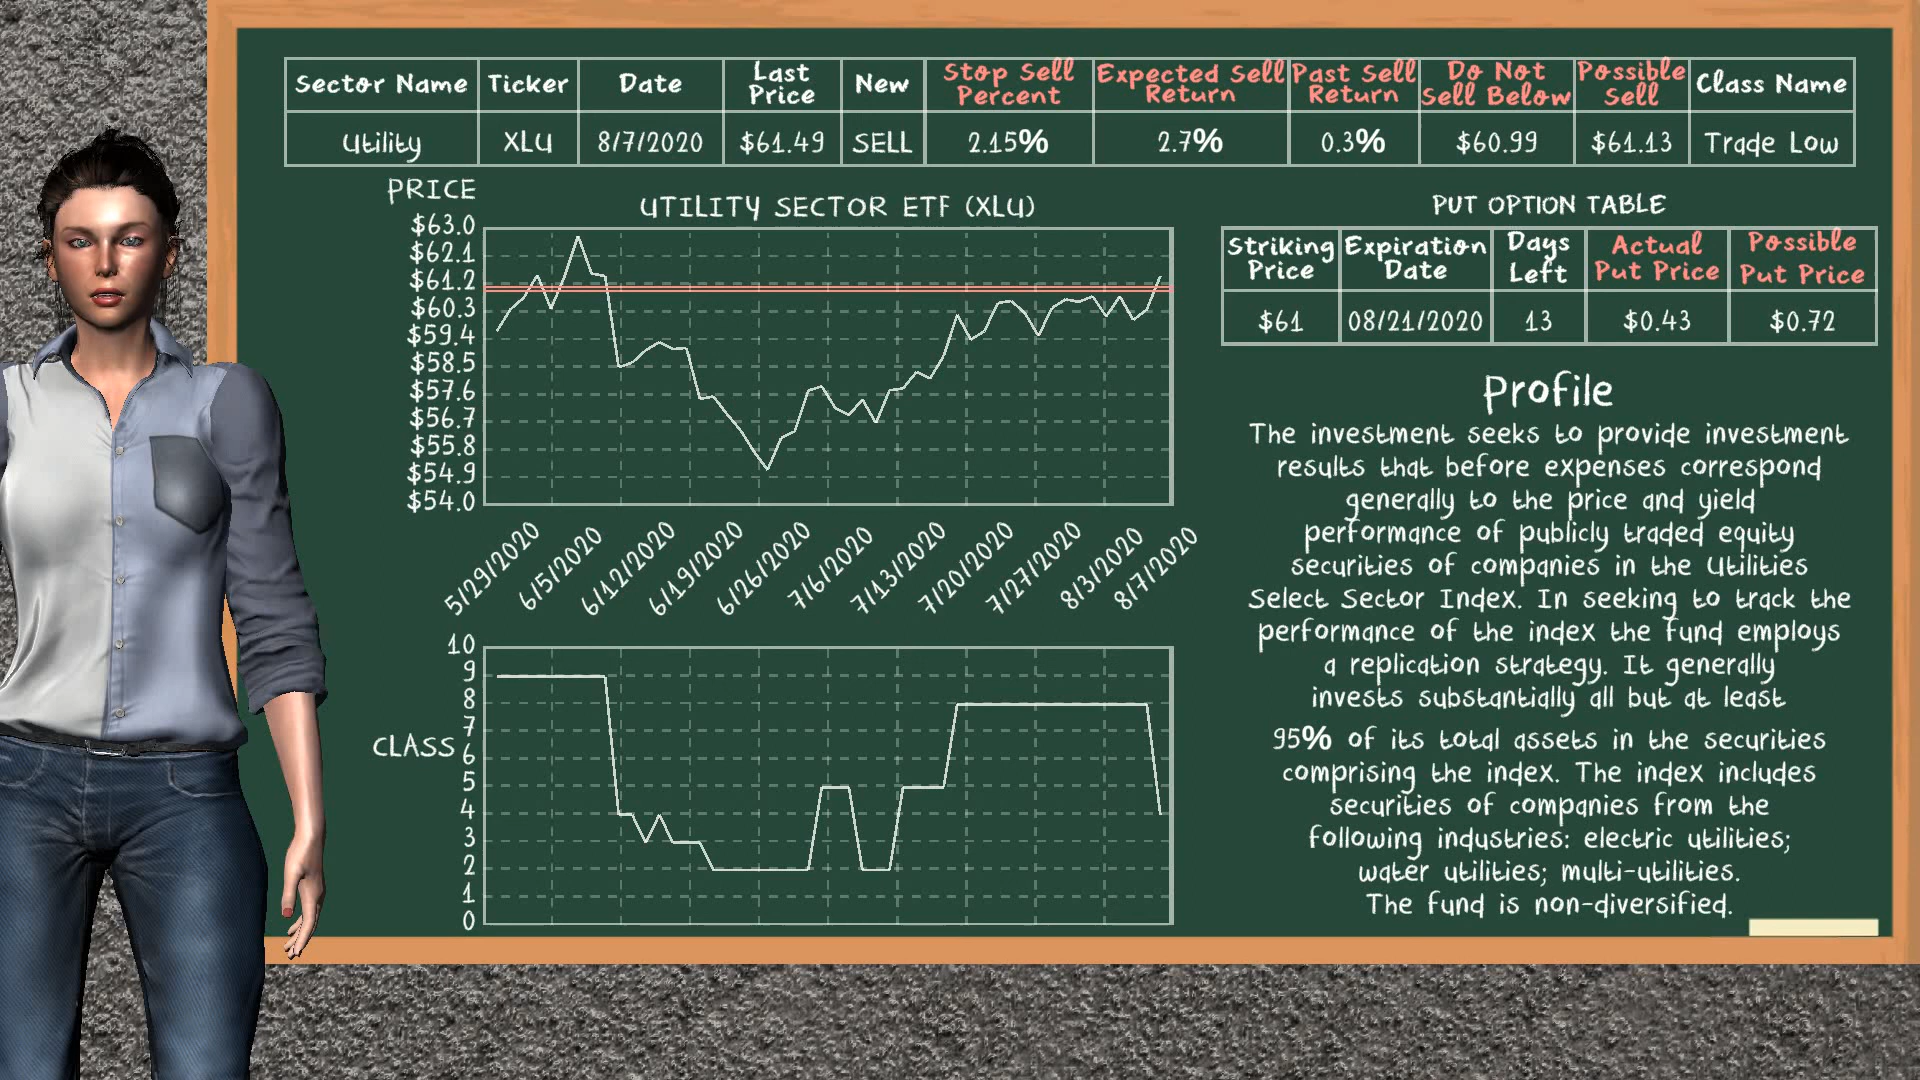 Sector Name Ticker Date Last Price New Stop Sell Percent Expected Sell Return Past Sell Return Do Not Sell Below Possible Sell Class Name
Utility XLU 8/7/2020 $61.49 SELL 2.15% 2.7% 0.3% $60.99 $61.13 Trade Low
PRICE
UTILITY SECTOR ETF (XLU)
$63.0
$62.1
$61.2
$60.3
$59.4
$58.5
$57.6
$56.7
$55.8
$54.9
$54.0
5/29/2020 6/5/2020 6/12/2020 6/19/2020 6/26/2020 7/6/2020 7/13/2020 7/20/2020 7/27/2020 8/3/2020 8/7/2020
10
9
8
7
CLASS
6
5
4
3
2
1
0
PUT OPTION TABLE
Striking Price Expiration Date Days Left Actual Put Price Possible Put Price
$61 08/21/2020 13 $0.43 $0.72
Profile
The investment seeks to provide investment
results that before expenses correspond
generally to the price and yield
performance of publicly traded equity
securities of companies in the Utilities
Select Sector Index. In seeking to track the
performance of the index the fund employs
a replication strategy. It generally
invests substantially all but at least
95% of its total assets in the securities
comprising the index. The index includes
securities of companies from the
following industries: electric utilities;
water utilities; multi-utilities.
The fund is non-diversified.